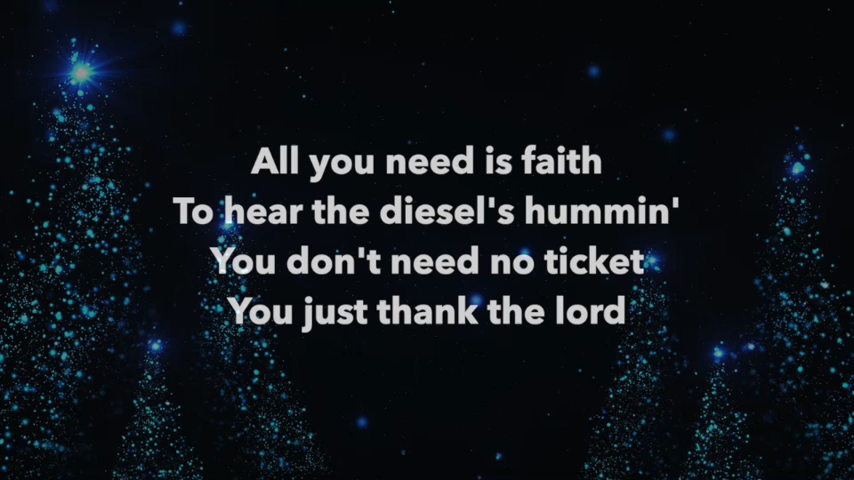 All you need is faith
To hear the diesel's hummin'
You don't need no ticket
You just thank the lord